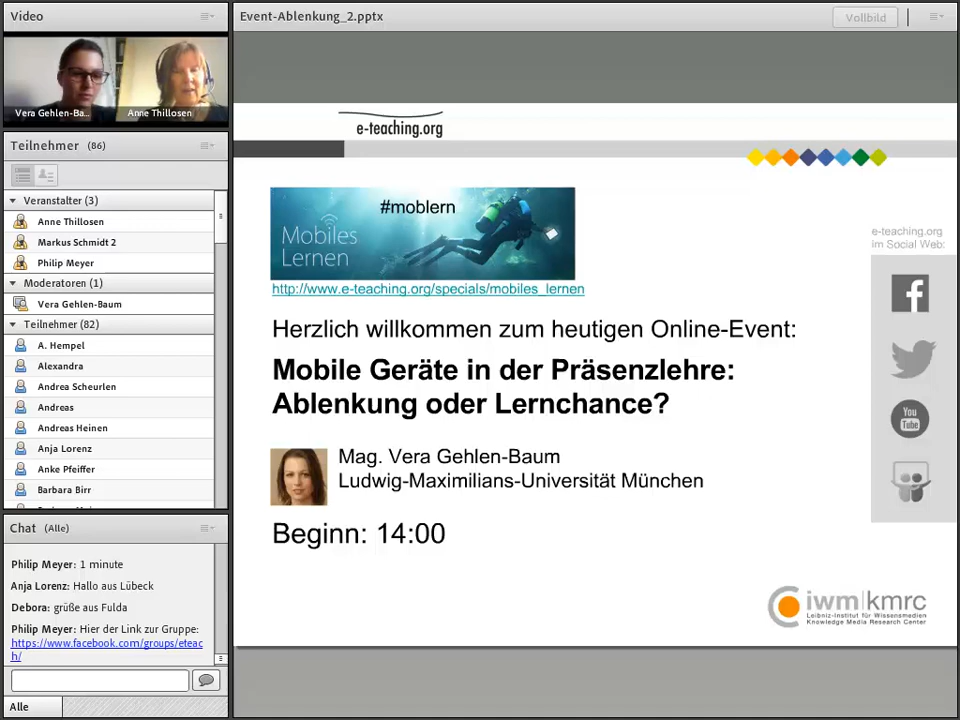 Video
Vera Gehlen-Ba...
Anne Thillosen
Teilnehmer (86)
Veranstalter (3)
Anne Thillosen
Markus Schmidt 2
Philip Meyer
Moderatoren (1)
Vera Gehlen-Baum
Teilnehmer (82)
A. Hempel
Alexandra
Andrea Scheurlen
Andreas
Andreas Heinen
Anja Lorenz
Anke Pfeiffer
Barbara Birr
Chat (Alle)
Philip Meyer: 1 minute
Anja Lorenz: Hallo aus Lübeck
Debora: grüße aus Fulda
Philip Meyer: Hier der Link zur Gruppe:
https://www.facebook.com/groups/eteac
h/
Alle
Event-Ablenkung_2.pptx
Vollbild
e-teaching.org
#moblern
Mobiles
Lernen
http://www.e-teaching.org/specials/mobiles_lernen
Herzlich willkommen zum heutigen Online-Event:
Mobile Geräte in der Präsenzlehre:
Ablenkung oder Lernchance?
Mag. Vera Gehlen-Baum
Ludwig-Maximilians-Universität München
Beginn: 14:00
e-teaching.org
im Social Web:
You
Tube
iwm|kmrc
Leibniz-Institut für Wissensmedien
Knowledge Media Research Center